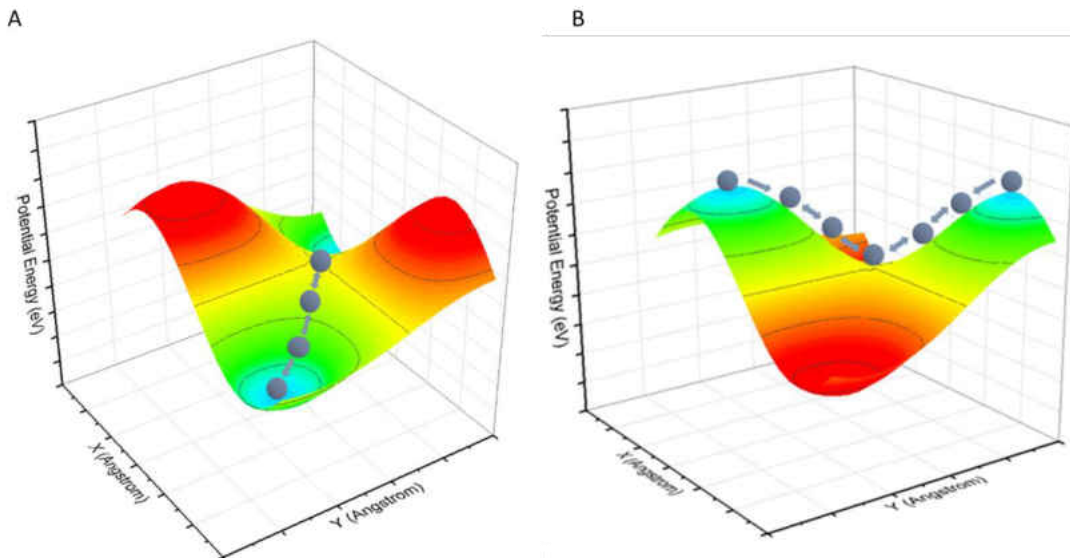 A
B
Potential Energy (eV)
X (Angstrom)
Y (Angstrom)
Potential Energy (eV)
X (Angstrom)
Y (Angstrom)